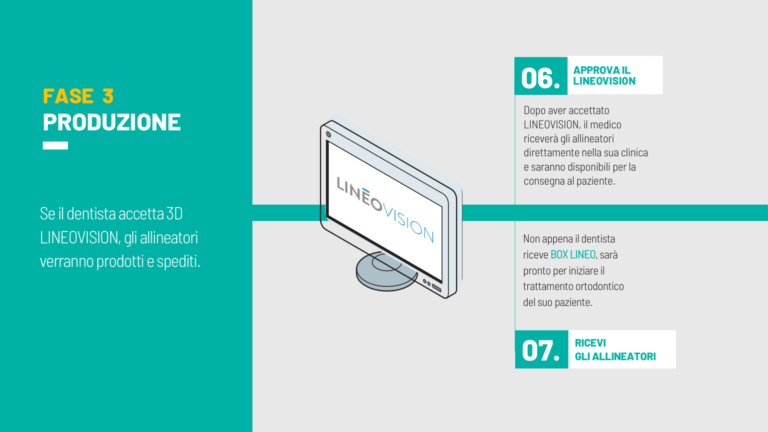 FASE 3
PRODUZIONE
Se il dentista accetta 3D
LINEOVISION, gli allineatori
verranno prodotti e spediti.
LINĒOVISION
06.
APPROVA IL
LINEOVISION
Dopo aver accettato
LINEOVISION, il medico
riceverà gli allineatori
direttamente nella sua clinica
e saranno disponibili per la
consegna al paziente.
Non appena il dentista
riceve BOX LINEO, sarà
pronto per iniziare il
trattamento ortodontico
del suo paziente.
07.
RICEVI
GLI ALLINEATORI